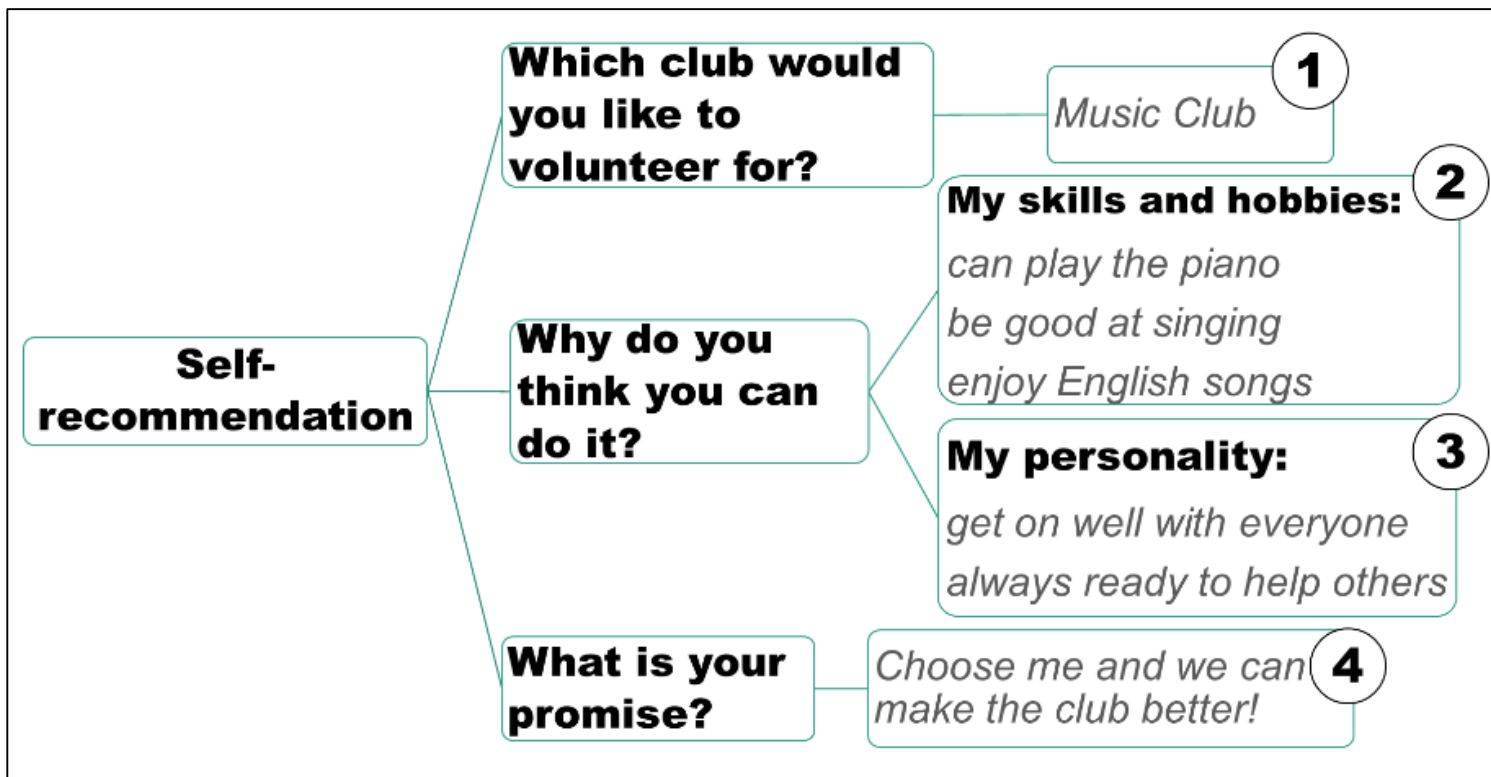 Self-
recommendation
Which club would
you like to
volunteer for?
1
Music Club
Why do you
think you can
do it?
2
My skills and hobbies:
can play the piano
be good at singing
enjoy English songs
3
My personality:
get on well with everyone
always ready to help others
What is your
promise?
4
Choose me and we can
make the club better!